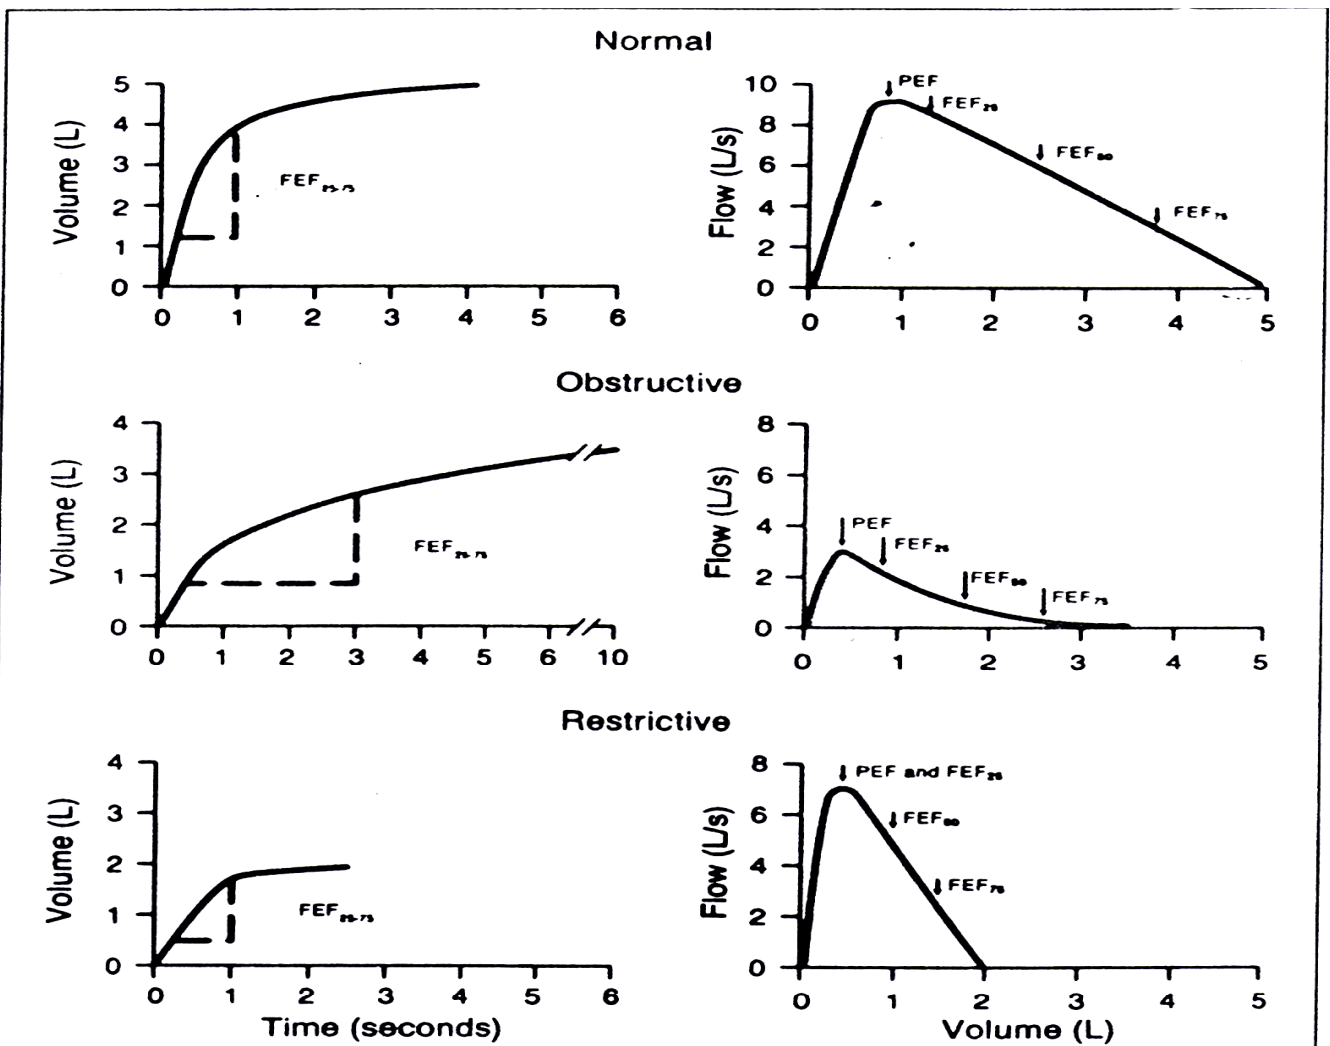 Normal
5
4
3
2
1
0
Volume (L)
FEF25-75
0 1 2 3 4 5 6
10
8
6
4
2
0
Flow (L/s)
PEF
FEF25
FEF50
FEF75
0 1 2 3 4 5
Obstructive
4
3
2
1
0
Volume (L)
FEF25-75
0 1 2 3 4 5 6 10
8
6
4
2
0
Flow (L/s)
PEF
FEF25
FEF50
FEF75
0 1 2 3 4 5
Restrictive
4
3
2
1
0
Volume (L)
FEF25-75
0 1 2 3 4 5 6
Time (seconds)
8
6
4
2
0
Flow (L/s)
PEF and FEF25
FEF50
FEF75
0 1 2 3 4 5
Volume (L)